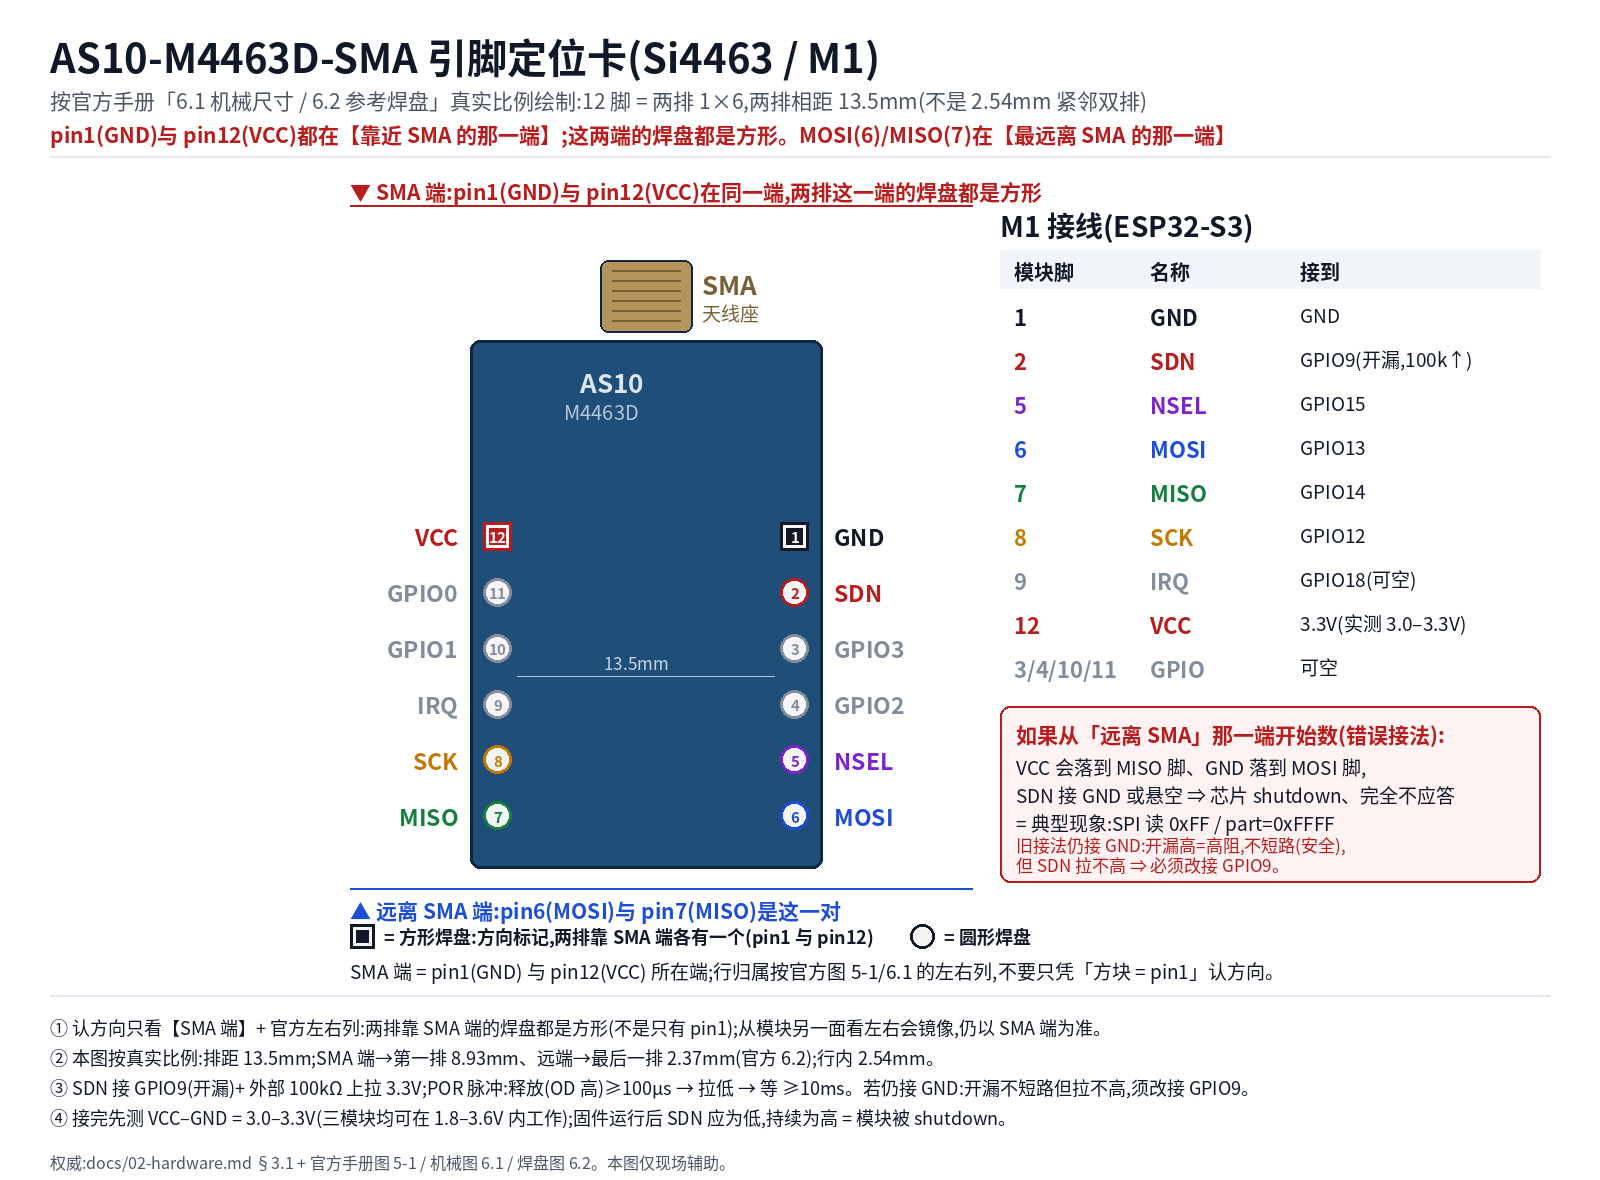 AS10-M4463D-SMA 引脚定位卡(Si4463 / M1)
按官方手册「6.1 机械尺寸 / 6.2 参考焊盘」真实比例绘制:12 脚 = 两排 1×6,两排相距 13.5mm(不是 2.54mm 紧邻双排)
pin1(GND)与 pin12(VCC)都在【靠近 SMA 的那一端】;这两端的焊盘都是方形。MOSI(6)/MISO(7)在【最远离 SMA 的那一端】
▼ SMA 端:pin1(GND)与 pin12(VCC)在同一端,两排这一端的焊盘都是方形
SMA
天线座
AS10
M4463D
VCC 12 1 GND
GPIO0 11 2 SDN
GPIO1 10 3 GPIO3
13.5mm
IRQ 9 4 GPIO2
SCK 8 5 NSEL
MISO 7 6 MOSI
▲ 远离 SMA 端:pin6(MOSI)与 pin7(MISO)是这一对
= 方形焊盘:方向标记,两排靠 SMA 端各有一个(pin1 与 pin12) = 圆形焊盘
SMA 端 = pin1(GND) 与 pin12(VCC) 所在端;行归属按官方图 5-1/6.1 的左右列,不要只凭「方块 = pin1」认方向。
M1 接线(ESP32-S3)
模块脚 名称 接到
1 GND GND
2 SDN GPIO9(开漏,100k↑)
5 NSEL GPIO15
6 MOSI GPIO13
7 MISO GPIO14
8 SCK GPIO12
9 IRQ GPIO18(可空)
12 VCC 3.3V(实测 3.0–3.3V)
3/4/10/11 GPIO 可空
如果从「远离 SMA」那一端开始数(错误接法):
VCC 会落到 MISO 脚、GND 落到 MOSI 脚,
SDN 接 GND 或悬空 ⇒ 芯片 shutdown、完全不应答
= 典型现象:SPI 读 0xFF / part=0xFFFF
旧接法仍接 GND:开漏高=高阻,不短路(安全),
但 SDN 拉不高 ⇒ 必须改接 GPIO9。
① 认方向只看【SMA 端】+ 官方左右列:两排靠 SMA 端的焊盘都是方形(不是只有 pin1);从模块另一面看左右会镜像,仍以 SMA 端为准。
② 本图按真实比例:排距 13.5mm;SMA 端→第一排 8.93mm、远端→最后一排 2.37mm(官方 6.2);行内 2.54mm。
③ SDN 接 GPIO9(开漏)+ 外部 100kΩ 上拉 3.3V;POR 脉冲:释放(OD 高)≥100μs → 拉低 → 等 ≥10ms。若仍接 GND:开漏不短路但拉不高,须改接 GPIO9。
④ 接完先测 VCC–GND = 3.0–3.3V(三模块均可在 1.8–3.6V 内工作);固件运行后 SDN 应为低,持续为高 = 模块被 shutdown。
权威:docs/02-hardware.md §3.1 + 官方手册图 5-1 / 机械图 6.1 / 焊盘图 6.2。本图仅现场辅助。